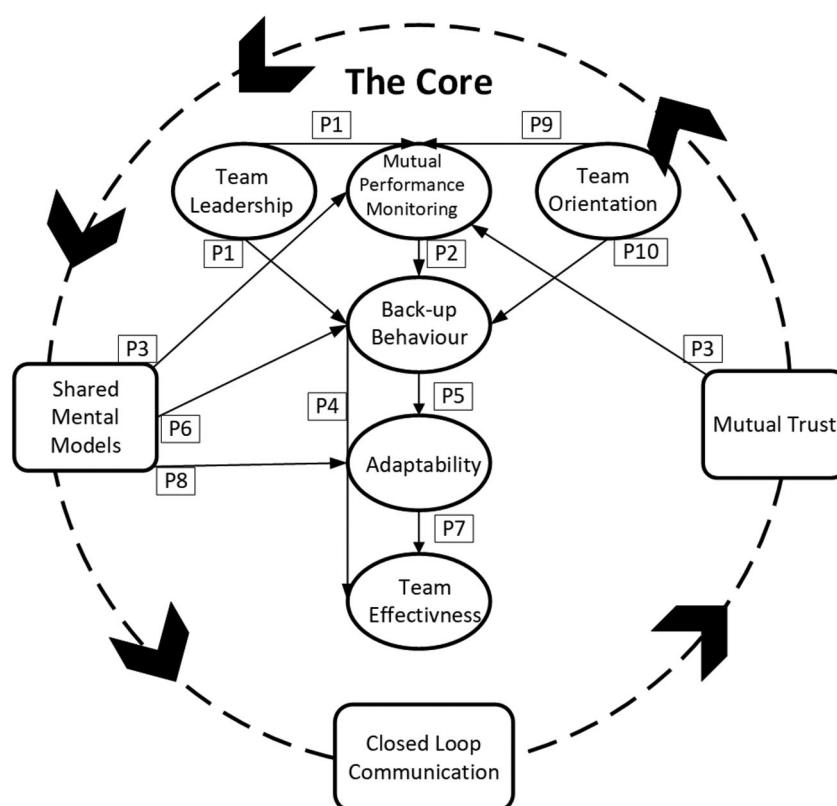 The Core
P1
P9
Team
Leadership
Mutual
Performance
Monitoring
Team
Orientation
P1
P2
P10
Back-up
Behaviour
P3
P3
Shared
Mental
Models
P6
P4
P5
Mutual Trust
P8
Adaptability
P7
Team
Effectivness
Closed Loop
Communication